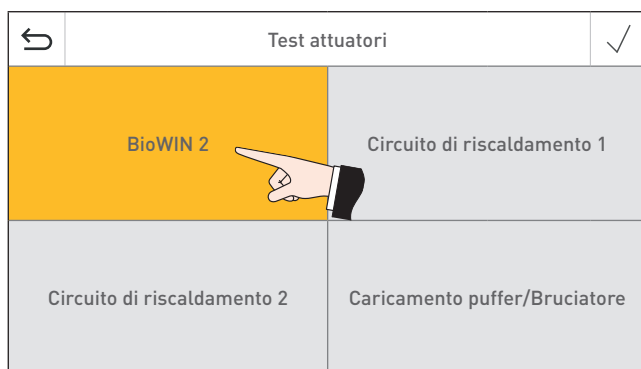 Test attuatori
BioWIN 2
Circuito di riscaldamento 1
Circuito di riscaldamento 2
Caricamento puffer/Bruciatore